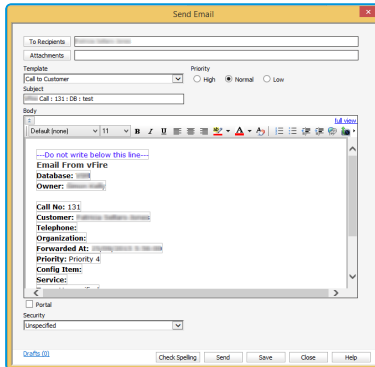 Send Email
To Recipients
Attachments
Template
Priority
Call to Customer
High Normal Low
Subject
Call : 131 : DB : test
Body
full view
Default (none) 11 B I U
---Do not write below this line---
Email From vFire
Database:
Owner:
Call No: 131
Customer:
Telephone:
Organization:
Forwarded At:
Priority: Priority 4
Config Item:
Service:
Portal
Security
Unspecified
Drafts (0)
Check Spelling Send Save Close Help